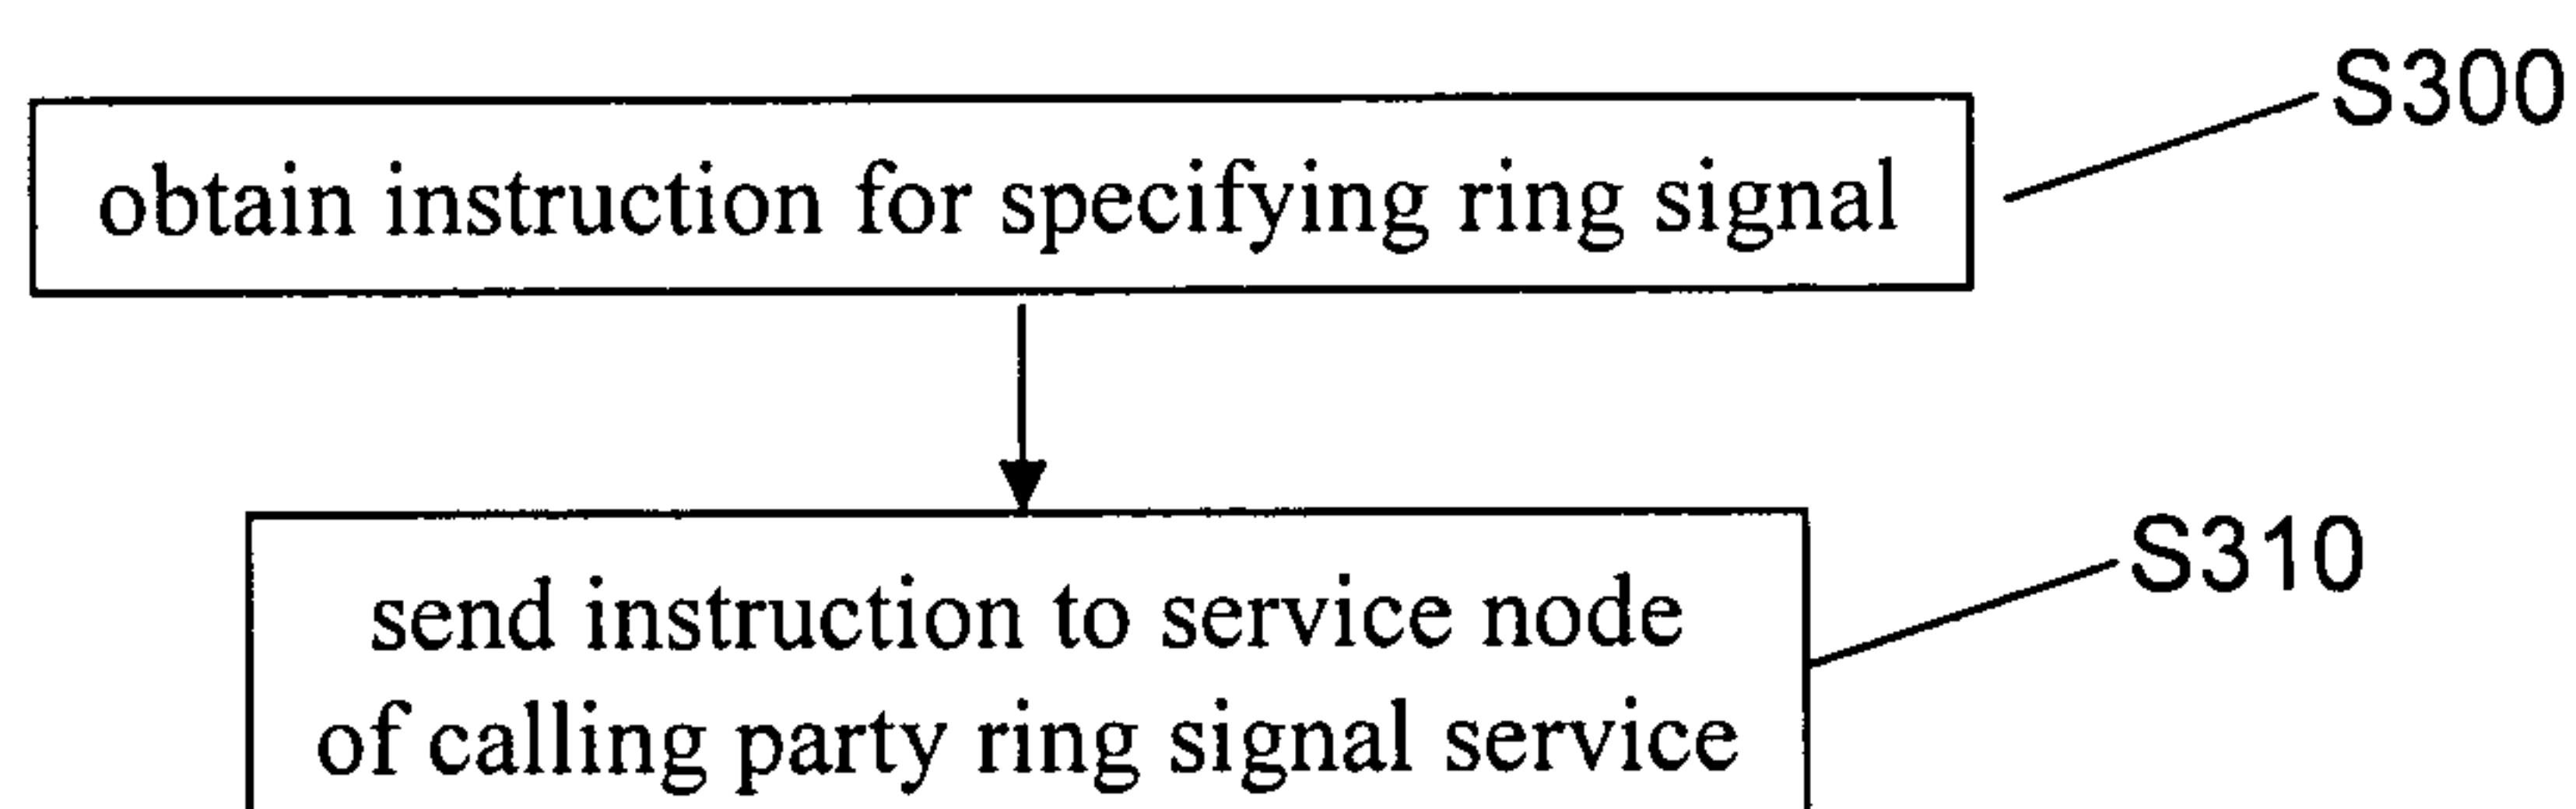 S300
obtain instruction for specifying ring signal
S310
send instruction to service node
of calling party ring signal service